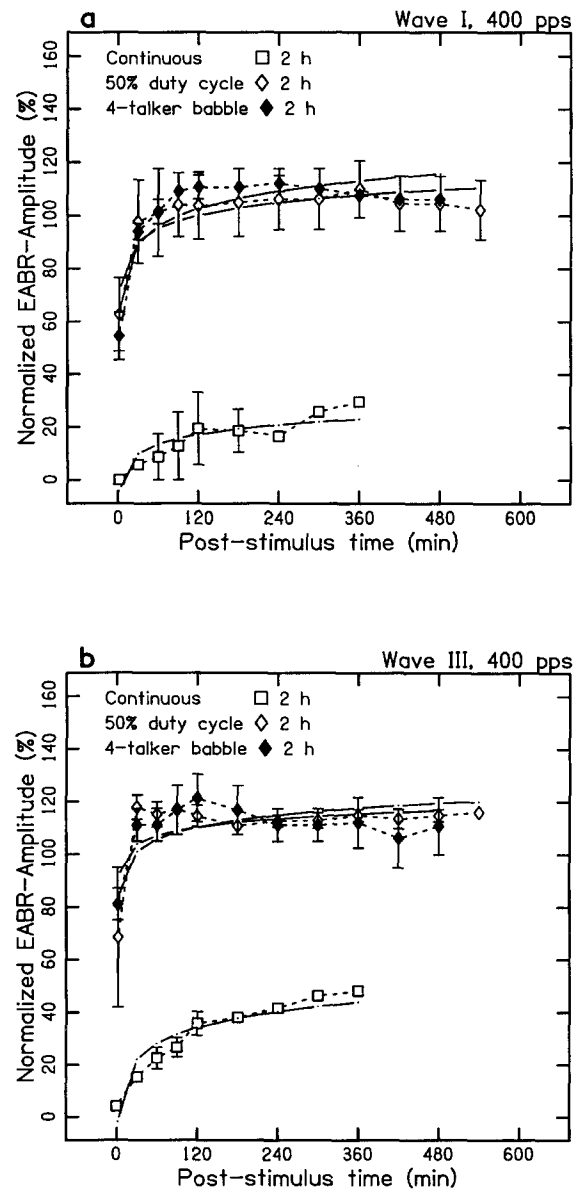 a Wave I, 400 pps
Continuous □ 2 h
50% duty cycle ◇ 2 h
4-talker babble ◆ 2 h
Normalized EABR-Amplitude (%)
160
140
120
100
80
60
40
20
0
0 120 240 360 480 600
Post-stimulus time (min)
b Wave III, 400 pps
Continuous □ 2 h
50% duty cycle ◇ 2 h
4-talker babble ◆ 2 h
Normalized EABR-Amplitude (%)
160
140
120
100
80
60
40
20
0
0 120 240 360 480 600
Post-stimulus time (min)